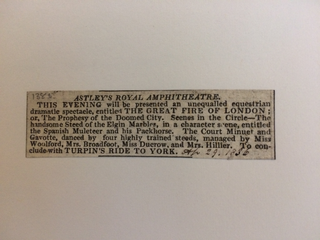 ASTLEY'S ROYAL AMPHITHEATRE.
THIS EVENING will be presented an unequalled equestrian
dramatic spectacle, entitled THE GREAT FIRE OF LONDON;
or, The Prophecy of the Doomed City. Scenes in the Circle—The
handsome Steed of the Elgin Marbles, in a character scene, entitled
the Spanish Muleteer and his Packhorse. The Court Minuet and
Gavotte, danced by four highly trained steeds, managed by Miss
Woolford, Mrs. Broadfoot, Miss Ducrow, and Mrs. Hillier. To con-
clude with TURPIN'S RIDE TO YORK. Ap. 29.